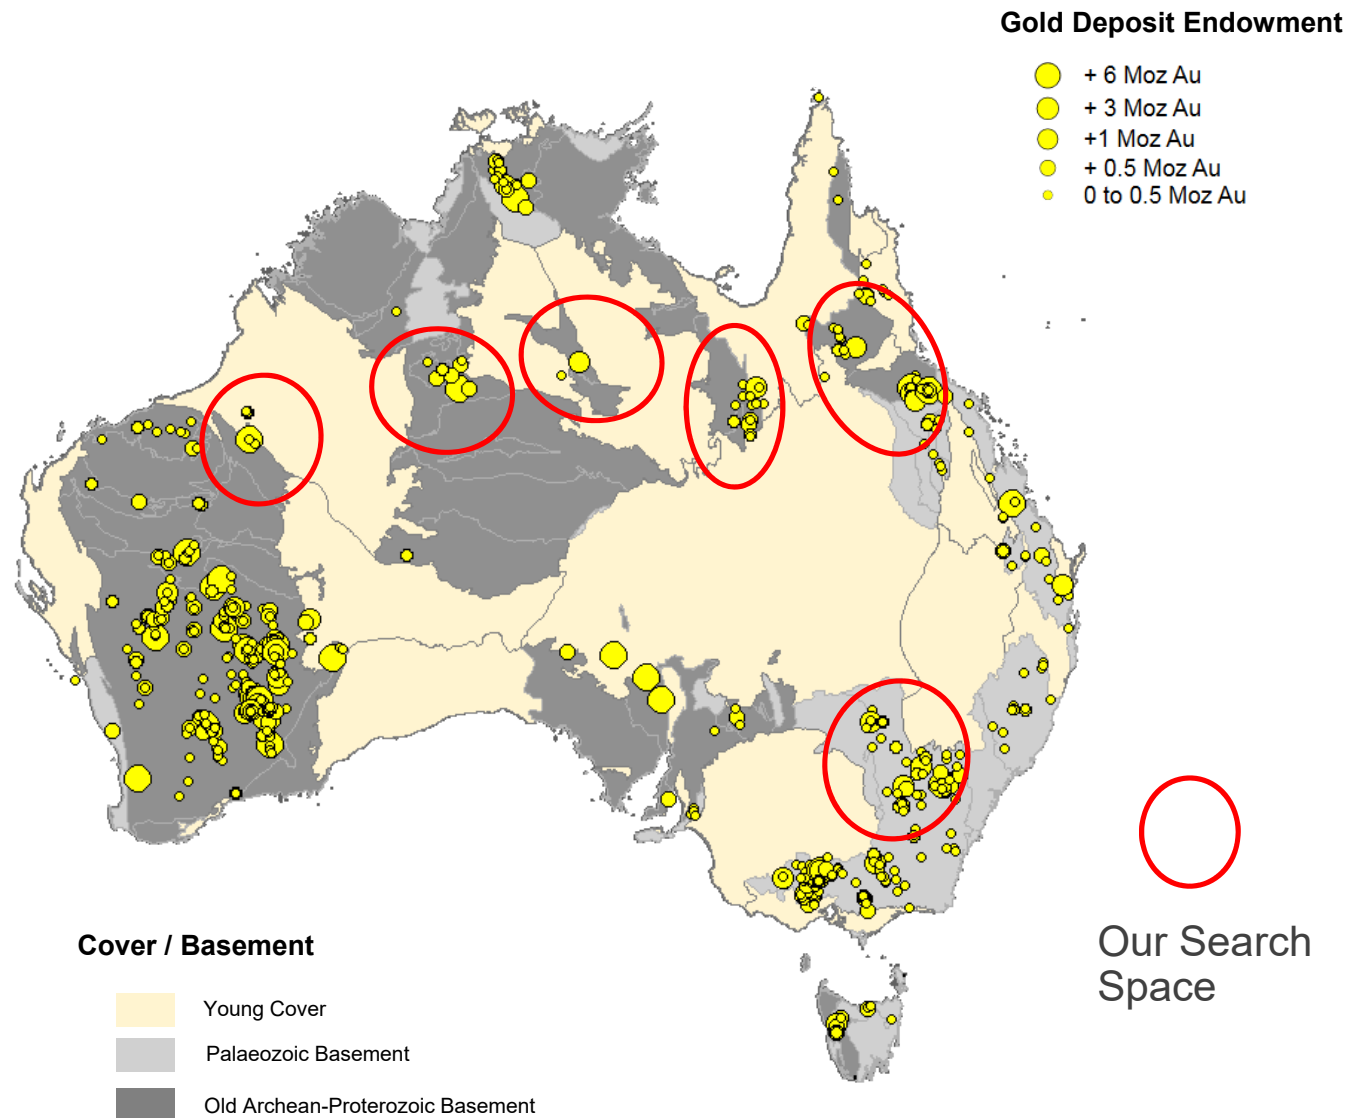 Gold Deposit Endowment
+ 6 Moz Au
+ 3 Moz Au
+1 Moz Au
+ 0.5 Moz Au
0 to 0.5 Moz Au
Our Search
Space
Cover / Basement
Young Cover
Palaeozoic Basement
Old Archean-Proterozoic Basement